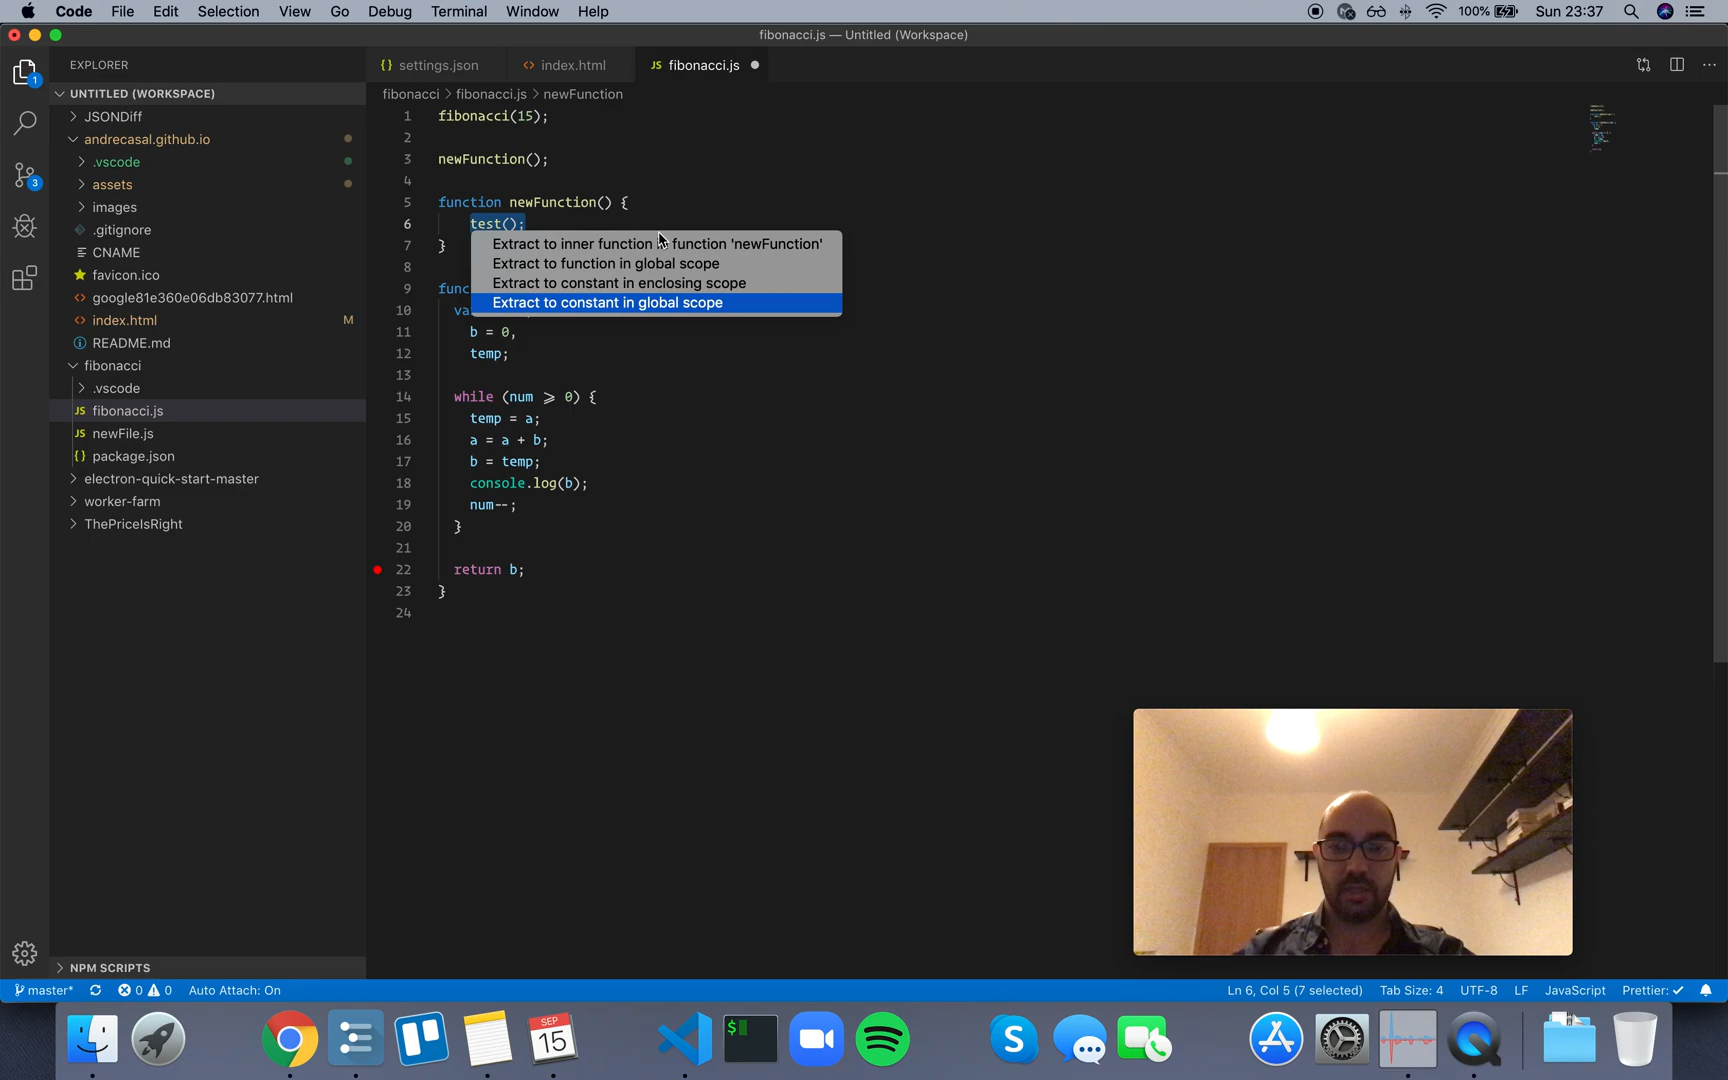 Code File Edit Selection View Go Debug Terminal Window Help 100% Sun 23:37
fibonacci.js — Untitled (Workspace)
EXPLORER
UNTITLED (WORKSPACE)
JSONDiff
andrecasal.github.io
.vscode
assets
images
.gitignore
CNAME
favicon.ico
google81e360e06db83077.html
index.html M
README.md
fibonacci
.vscode
fibonacci.js
newFile.js
package.json
electron-quick-start-master
worker-farm
ThePriceIsRight
NPM SCRIPTS
1
3
{} settings.json <> index.html JS fibonacci.js
fibonacci > fibonacci.js > newFunction
1 fibonacci(15);
2
3 newFunction();
4
5 function newFunction() {
6 test();
7 }
8
9 func
10 va
11 b = 0,
12 temp;
13
14 while (num >= 0) {
15 temp = a;
16 a = a + b;
17 b = temp;
18 console.log(b);
19 num--;
20 }
21
22 return b;
23 }
24
Extract to inner function function 'newFunction'
Extract to function in global scope
Extract to constant in enclosing scope
Extract to constant in global scope
master* 0 0 Auto Attach: On Ln 6, Col 5 (7 selected) Tab Size: 4 UTF-8 LF JavaScript Prettier: ✓
SEP
15
$